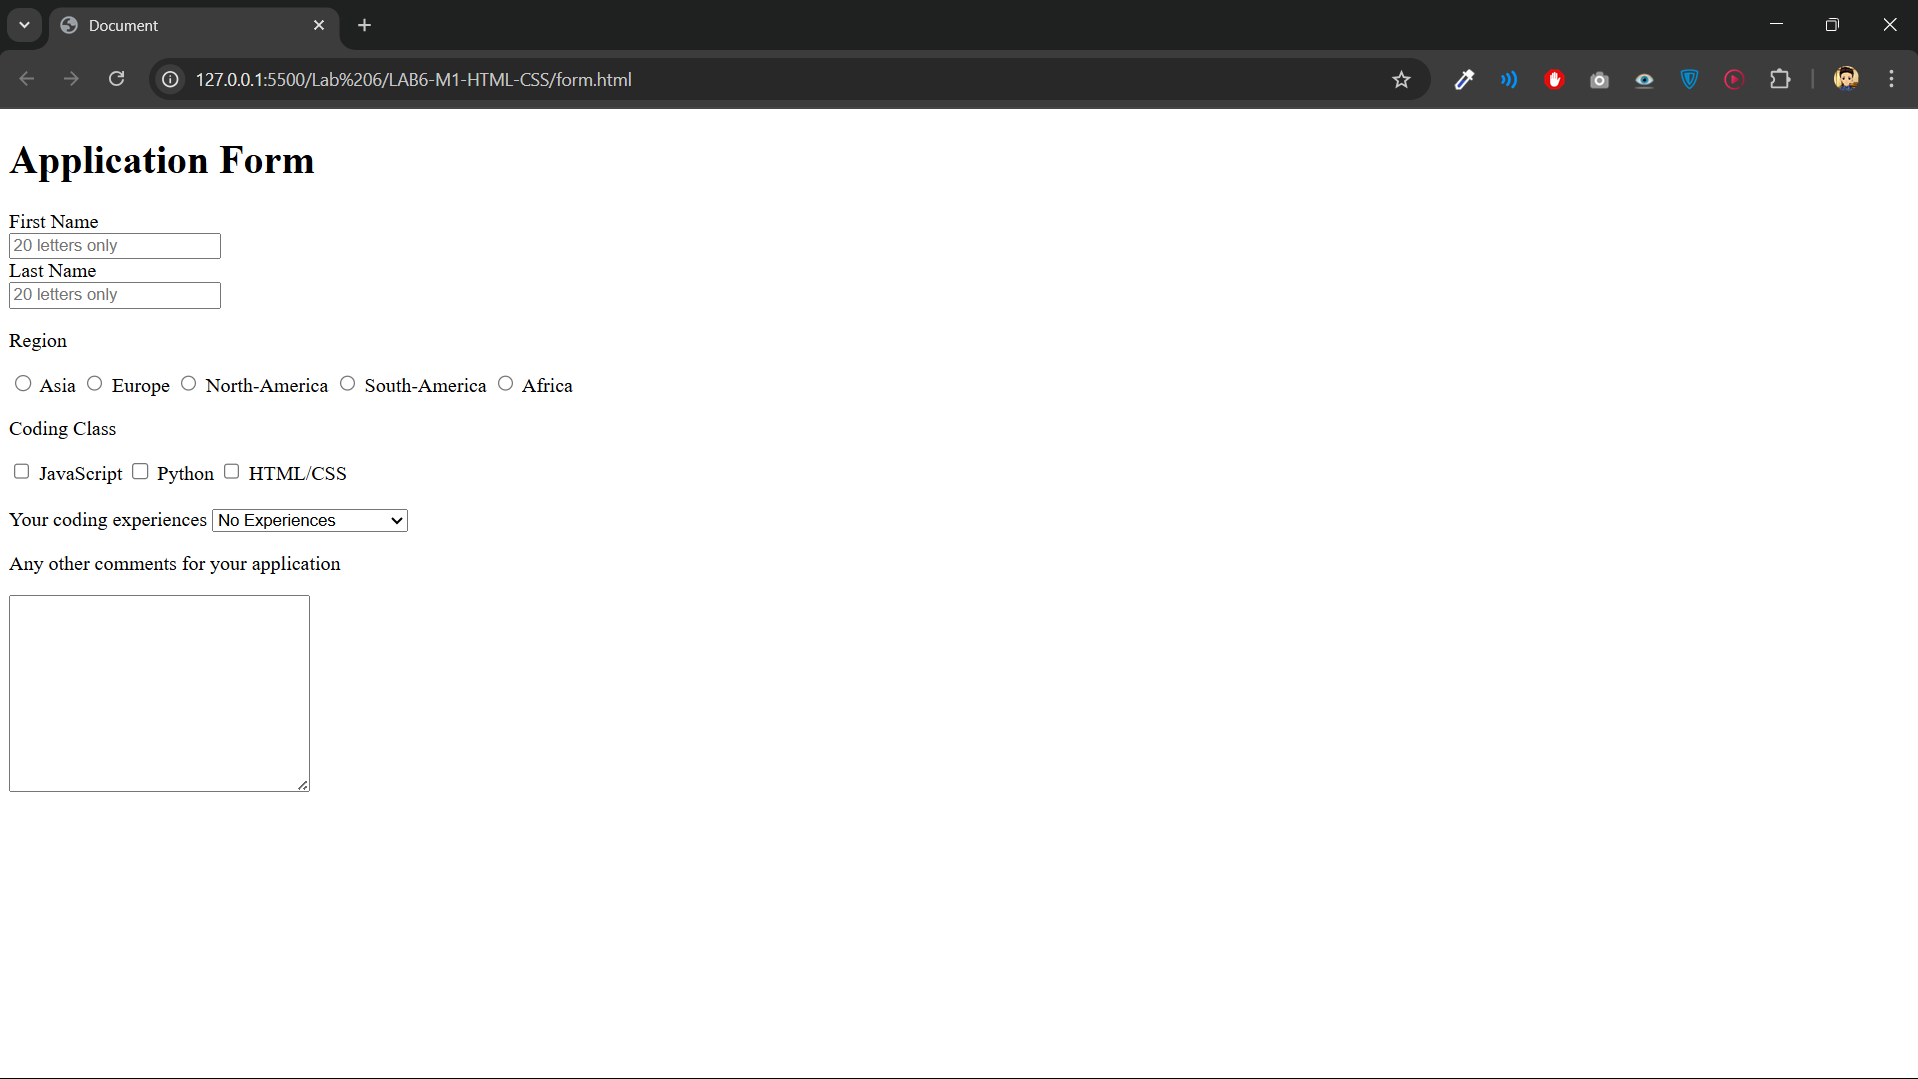 Document
127.0.0.1:5500/Lab%206/LAB6-M1-HTML-CSS/form.html
Application Form
First Name
20 letters only
Last Name
20 letters only
Region
Asia Europe North-America South-America Africa
Coding Class
JavaScript Python HTML/CSS
Your coding experiences No Experiences
Any other comments for your application